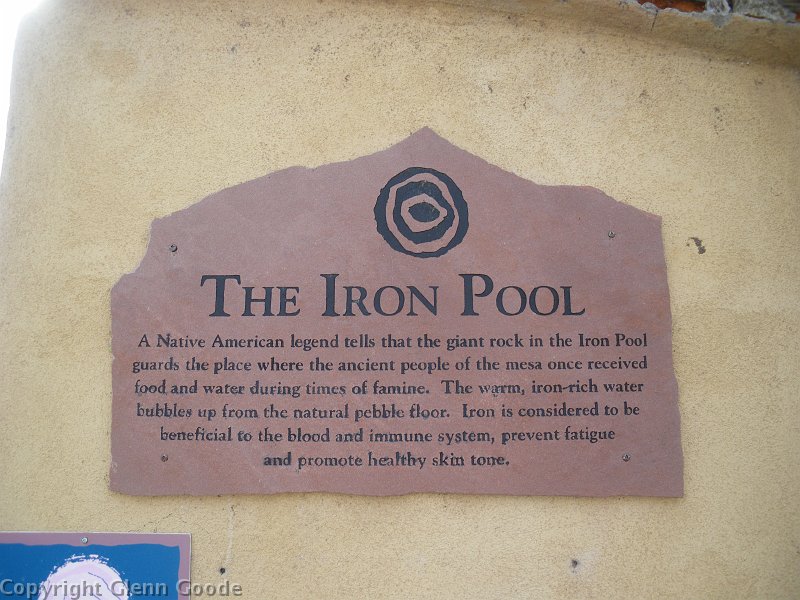 THE IRON POOL
A Native American legend tells that the giant rock in the Iron Pool
guards the place where the ancient people of the mesa once received
food and water during times of famine. The warm, iron-rich water
bubbles up from the natural pebble floor. Iron is considered to be
beneficial to the blood and immune system, prevent fatigue
and promote healthy skin tone.
Copyright Glenn Goode